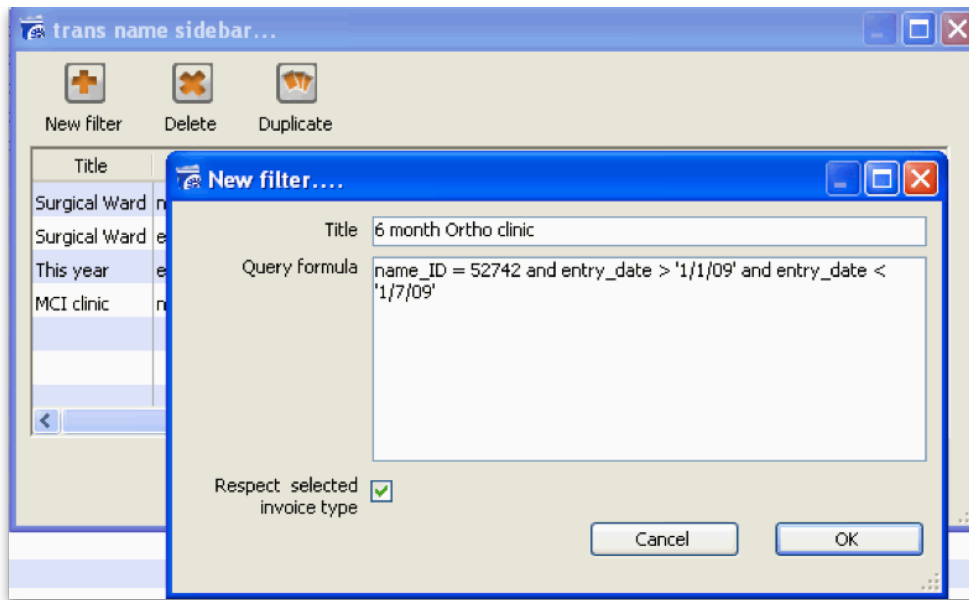 trans name sidebar...
New filter Delete Duplicate
Title
Surgical Ward n
Surgical Ward e
This year e
MCI clinic n
New filter....
Title 6 month Ortho clinic
Query formula name_ID = 52742 and entry_date > '1/1/09' and entry_date <
'1/7/09'
Respect selected
invoice type
Cancel OK